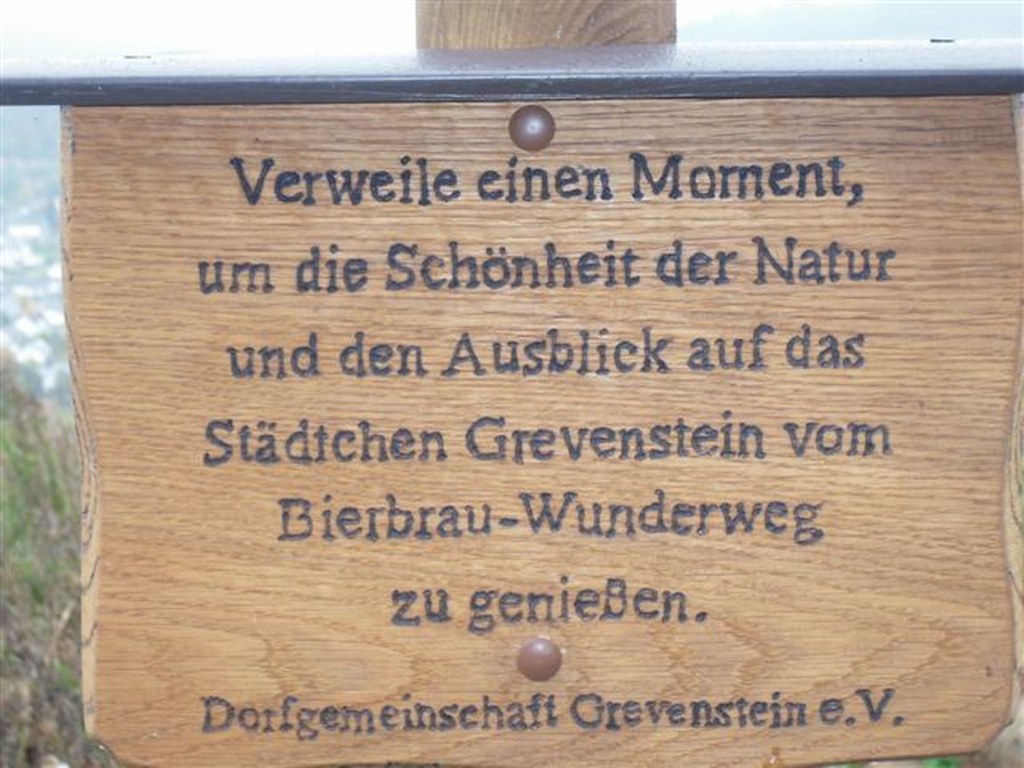 Verweile einen Moment,
um die Schönheit der Natur
und den Ausblick auf das
Städtchen Grevenstein vom
Bierbrau-Wunderweg
zu genießen.
Dorfgemeinschaft Grevenstein e.V.